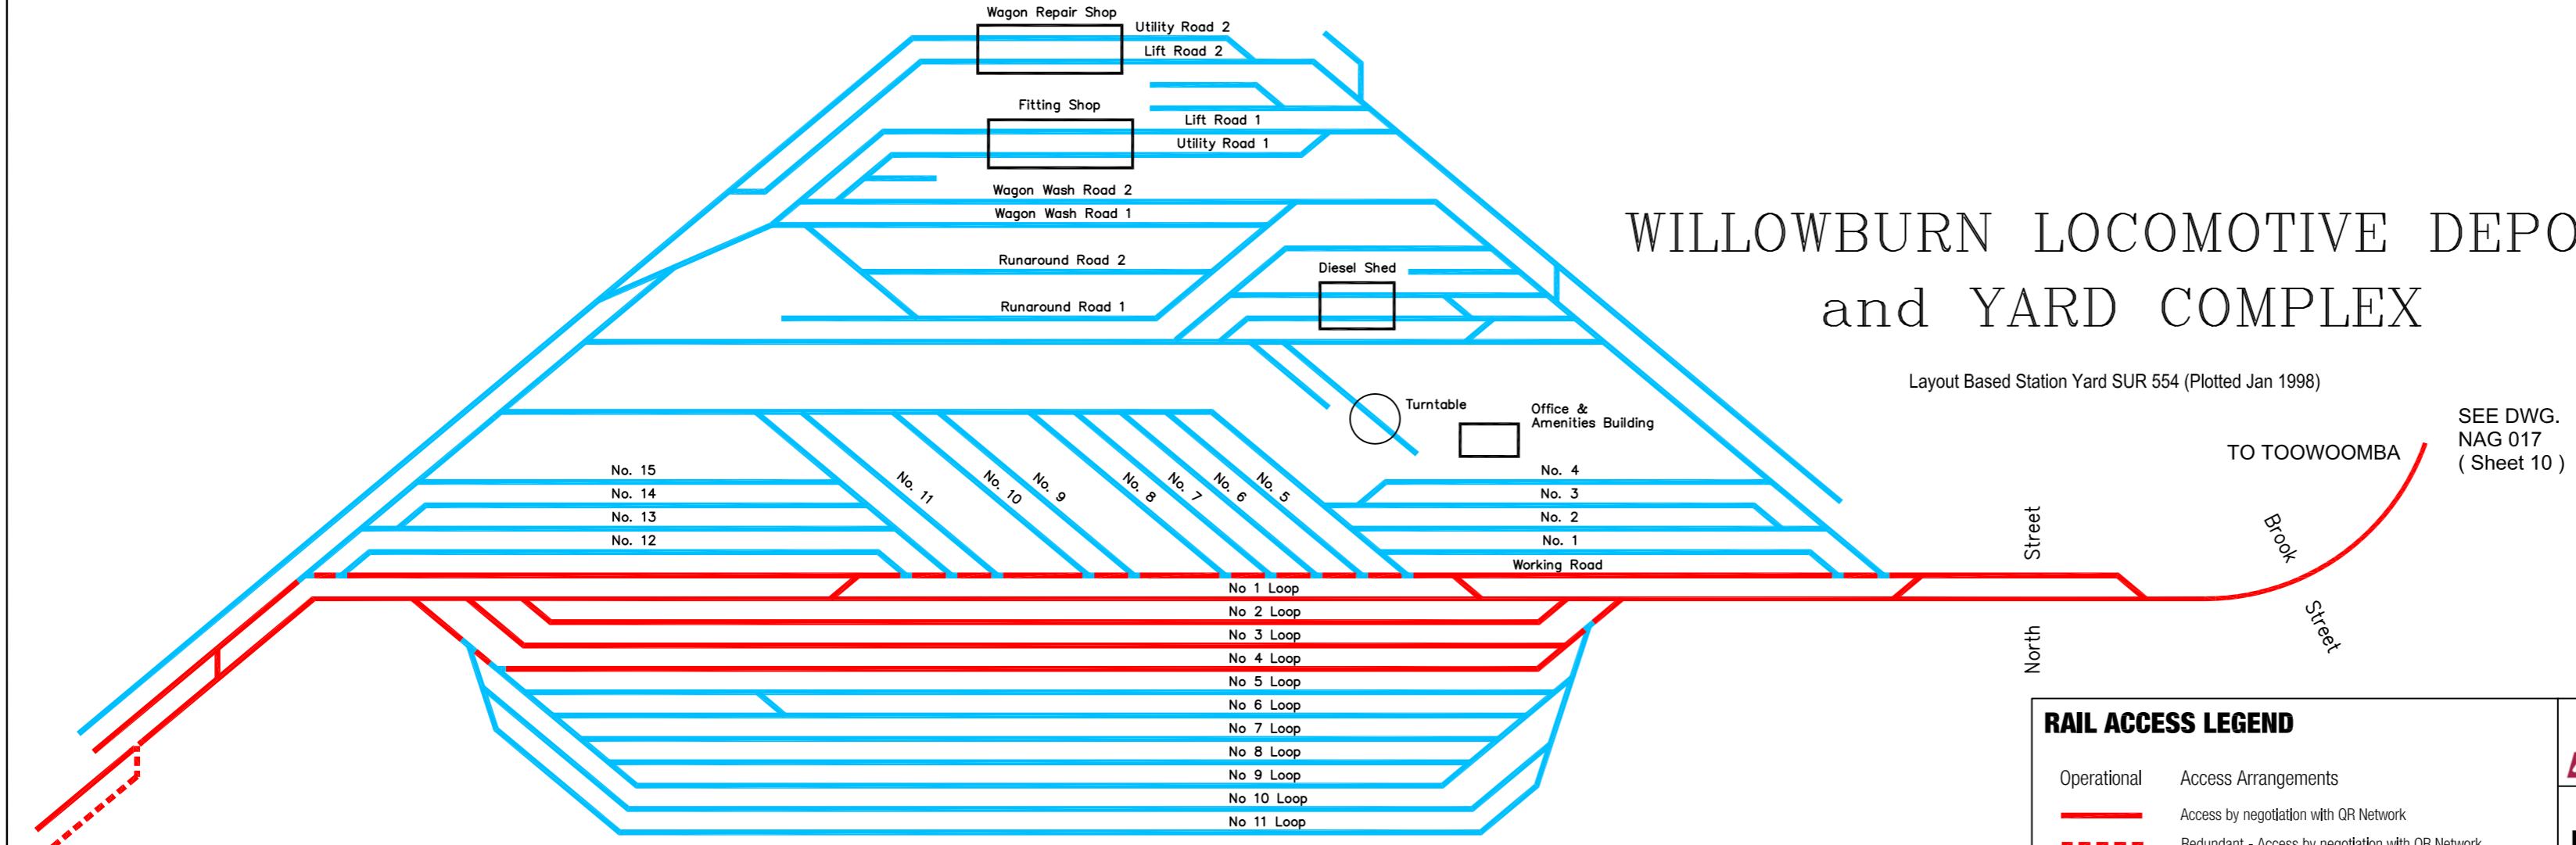 Wagon Repair Shop
Utility Road 2
Lift Road 2
Fitting Shop
Lift Road 1
Utility Road 1
Wagon Wash Road 2
Wagon Wash Road 1
Runaround Road 2
Diesel Shed
Runaround Road 1
WILLOWBURN LOCOMOTIVE DEPO
and YARD COMPLEX
Layout Based Station Yard SUR 554 (Plotted Jan 1998)
Turntable
Office &
Amenities Building
SEE DWG.
NAG 017
( Sheet 10 )
TO TOOWOOMBA
No. 15
No. 14
No. 13
No. 12
No. 11
No. 10
No. 9
No. 8
No. 7
No. 6
No. 5
No. 4
No. 3
No. 2
No. 1
Working Road
North Street
Brook Street
No 1 Loop
No 2 Loop
No 3 Loop
No 4 Loop
No 5 Loop
No 6 Loop
No 7 Loop
No 8 Loop
No 9 Loop
No 10 Loop
No 11 Loop
RAIL ACCESS LEGEND
Operational Access Arrangements
Access by negotiation with QR Network
Redundant - Access by negotiation with QR Network